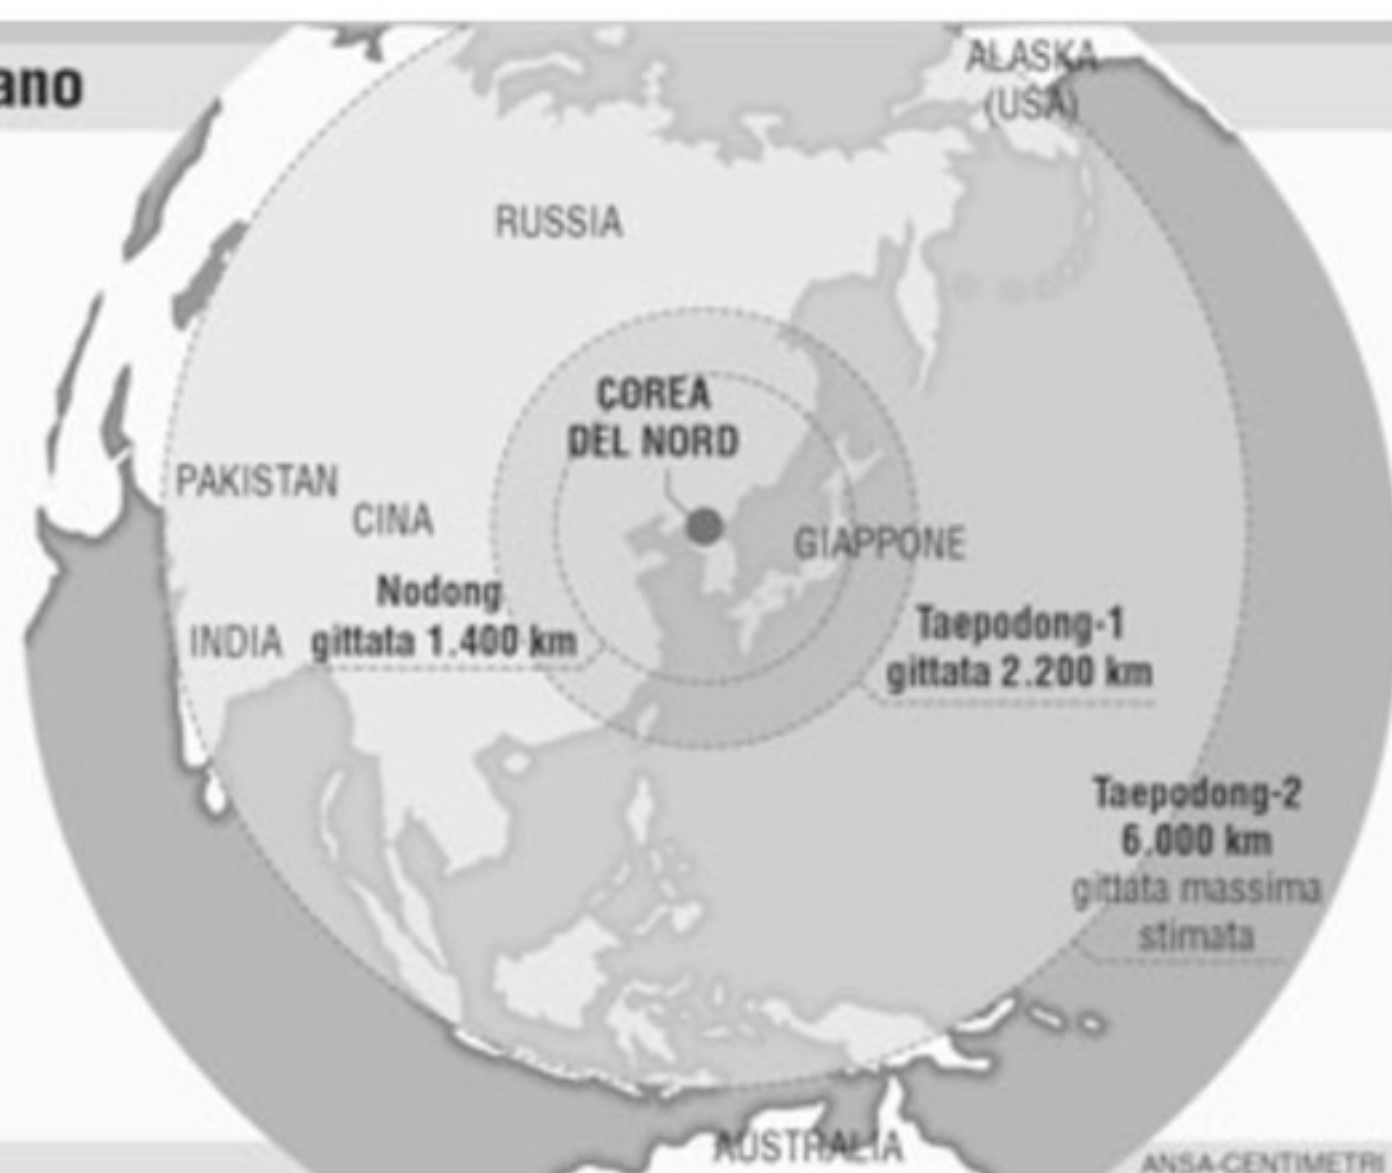 ano
ALASKA
(USA)
RUSSIA
COREA
DEL NORD
PAKISTAN
CINA
GIAPPONE
Nodong
gittata 1.400 km
INDIA
Taepodong-1
gittata 2.200 km
Taepodong-2
6.000 km
gittata massima
stimata
AUSTRALIA
ANSA-CENTIMETRI